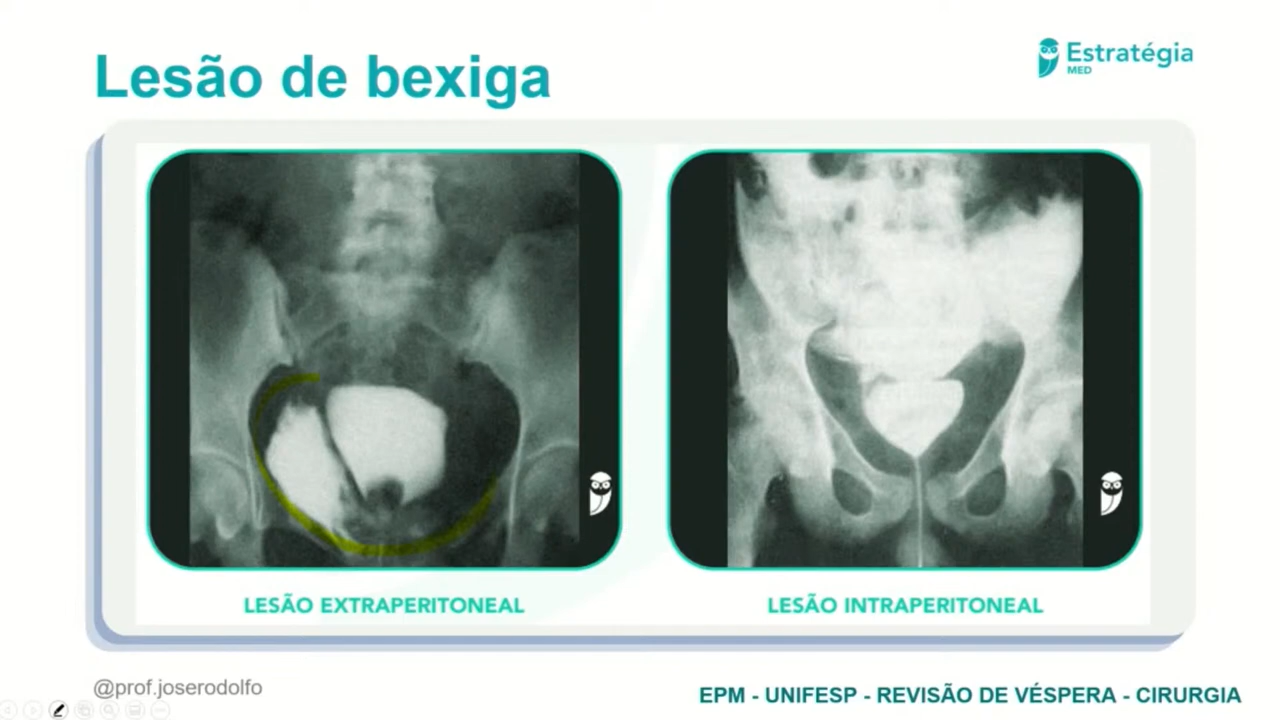 Lesão de bexiga
Estratégia
MED
LESÃO EXTRAPERITONEAL
LESÃO INTRAPERITONEAL
@prof.joserodolfo
EPM - UNIFESP - REVISÃO DE VÉSPERA - CIRURGIA